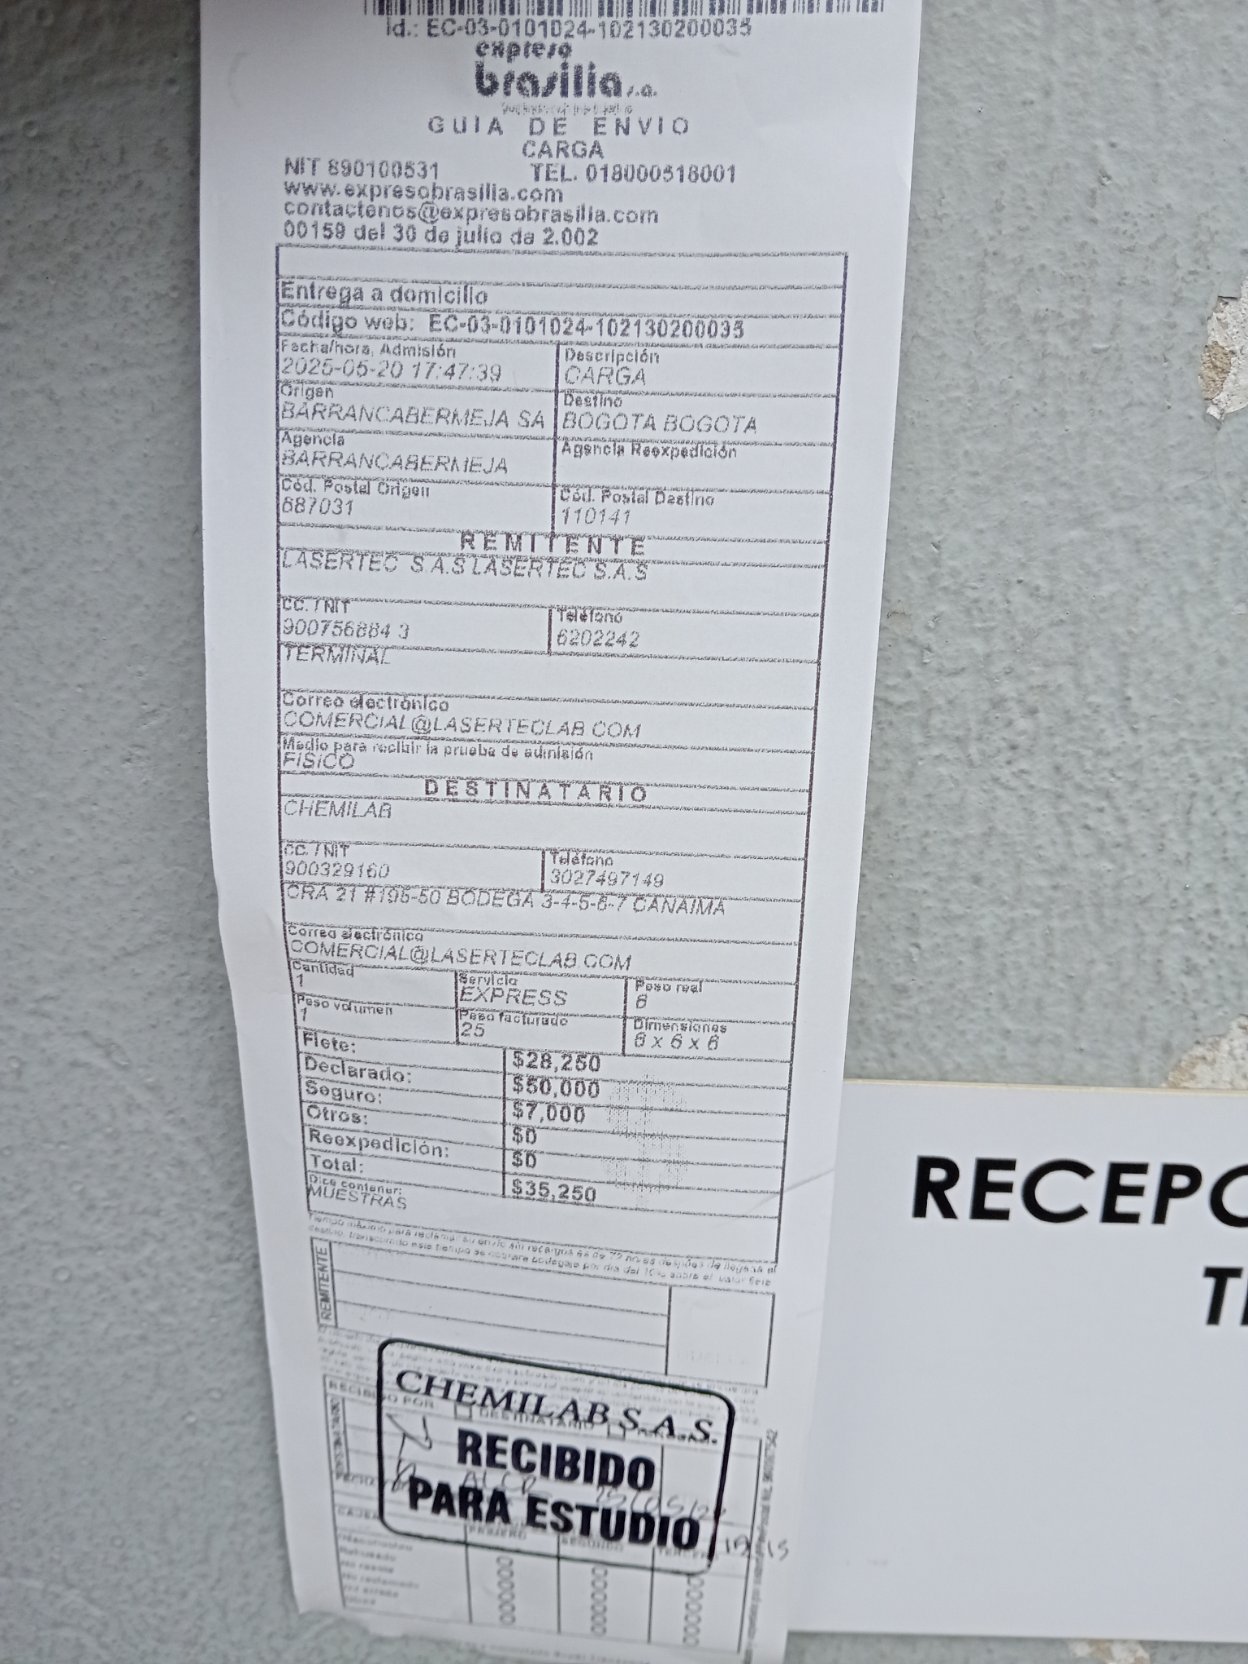 Id.: EC-03-0101024-102130200035
expreso
brasilia s.a.
GUIA DE ENVIO
CARGA
NIT 890100531 TEL. 018000518001
www.expresobrasilia.com
contactenos@expresobrasilia.com
00159 del 30 de julio de 2.002
Entrega a domicilio
Código web: EC-03-0101024-102130200035
Fecha/hora, Admisión Descripción
2025-05-20 17:47:39 CARGA
Origen Destino
BARRANCABERMEJA SA BOGOTA BOGOTA
Agencia Agencia Reexpedición
BARRANCABERMEJA
Cód. Postal Origen Cód. Postal Destino
687031 110141
REMITENTE
LASERTEC S.A.S LASERTEC S.A.S
CC. / NIT Teléfono
900756884 3 6202242
TERMINAL
Correo electrónico
COMERCIAL@LASERTECLAB.COM
Medio para recibir la prueba de admisión
FISICO
DESTINATARIO
CHEMILAB
CC. / NIT Teléfono
900329160 3027497149
CRA 21 #195-50 BODEGA 3-4-5-6-7 CANAIMA
Correo electrónico
COMERCIAL@LASERTECLAB.COM
Cantidad Servicio Peso real
1 EXPRESS 8
Peso volumen Peso facturado Dimensiones
1 25 6 x 6 x 6
Flete: $28,250
Declarado: $50,000
Seguro: $7,000
Otros: $0
Reexpedición: $0
Total: $35,250
Dice contener:
MUESTRAS
REMITENTE
CHEMILAB S.A.S.
RECIBIDO
PARA ESTUDIO
RECEPC